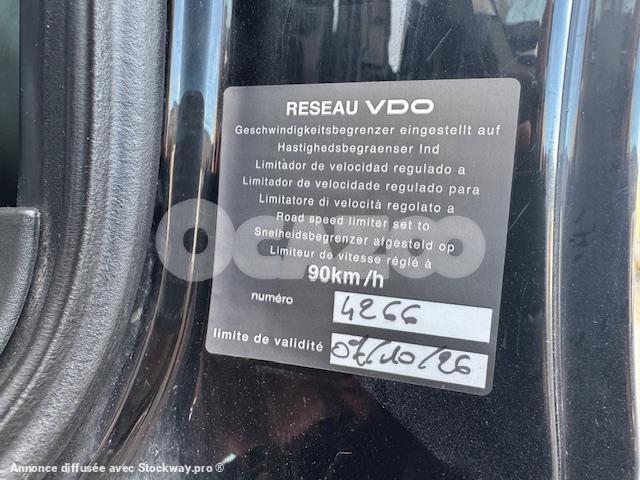 RESEAU VDO
Geschwindigkeitsbegrenzer eingestellt auf
Hastighedsbegraenser Ind
Limitador de velocidad regulado a
Limitador de velocidade regulado para
Limitatore di velocità regolato a
Road speed limiter set to
Snelheidsbegrenzer afgesteld op
Limiteur de vitesse réglé à
90km/h
numéro 4266
limite de validité 07/10/26
OCAZOO
Annonce diffusée avec Stockway.pro ®